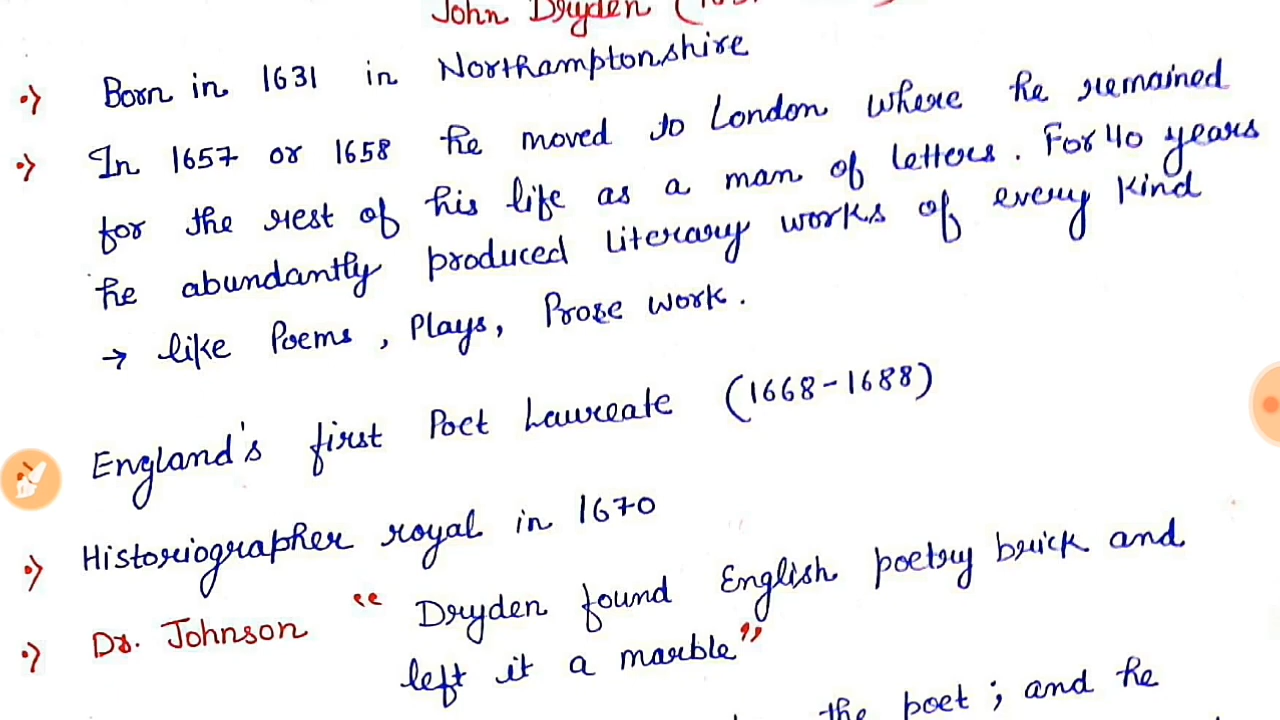 John Dryden (
Born in 1631 in Northamptonshire
In 1657 or 1658 he moved to London where he remained
for the rest of his life as a man of letters. For 40 years
he abundantly produced literary works of every kind
→ like Poems, Plays, Prose work.
England's first Poet Laureate (1668-1688)
Historiographer royal in 1670
Dr. Johnson "Dryden found English poetry brick and
left it a marble"
the poet; and he